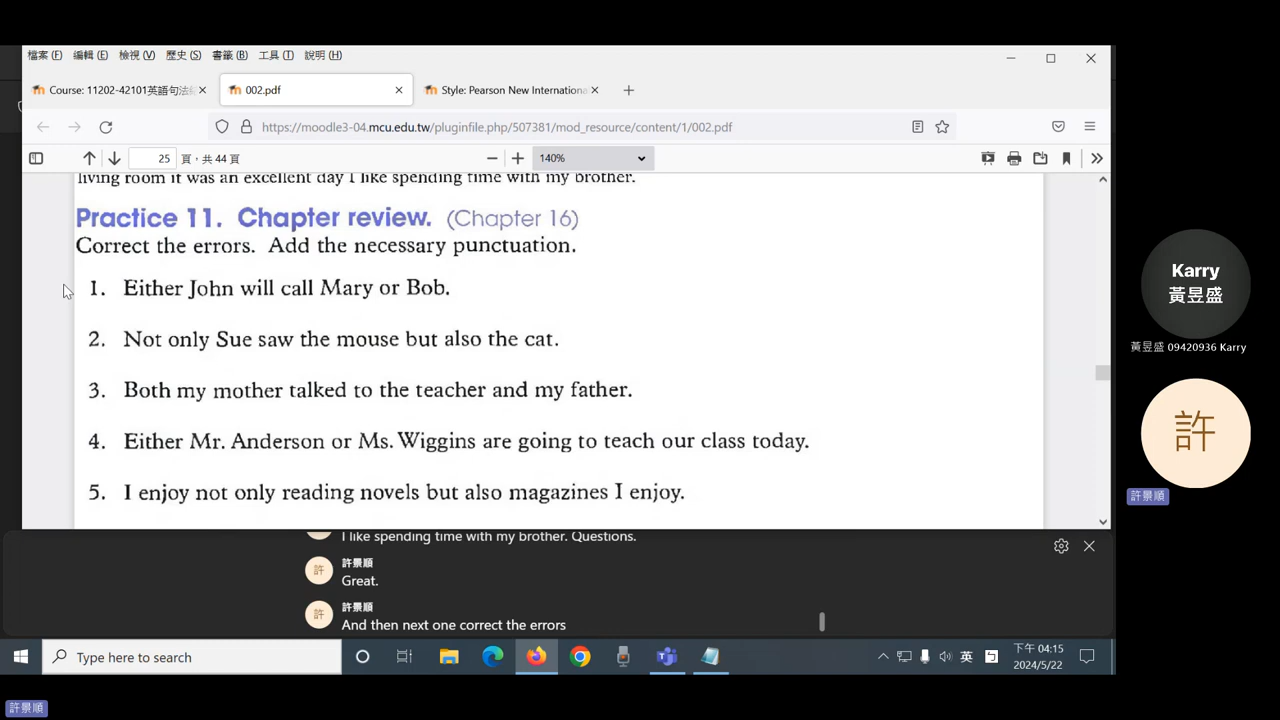 檔案(F) 編輯(E) 檢視(V) 歷史(S) 書籤(B) 工具(T) 說明(H)
Course: 11202-42101英語句法結
002.pdf
Style: Pearson New Internationa
https://moodle3-04.mcu.edu.tw/pluginfile.php/507381/mod_resource/content/1/002.pdf
25 頁,共 44 頁
140%
living room it was an excellent day I like spending time with my brother.
Practice 11. Chapter review. (Chapter 16)
Correct the errors. Add the necessary punctuation.
1. Either John will call Mary or Bob.
2. Not only Sue saw the mouse but also the cat.
3. Both my mother talked to the teacher and my father.
4. Either Mr. Anderson or Ms. Wiggins are going to teach our class today.
5. I enjoy not only reading novels but also magazines I enjoy.
Karry
黃昱盛
黃昱盛 09420936 Karry
許
許景順
I like spending time with my brother. Questions.
許
許景順
Great.
許
許景順
And then next one correct the errors
Type here to search
英
下午 04:15
2024/5/22
許景順